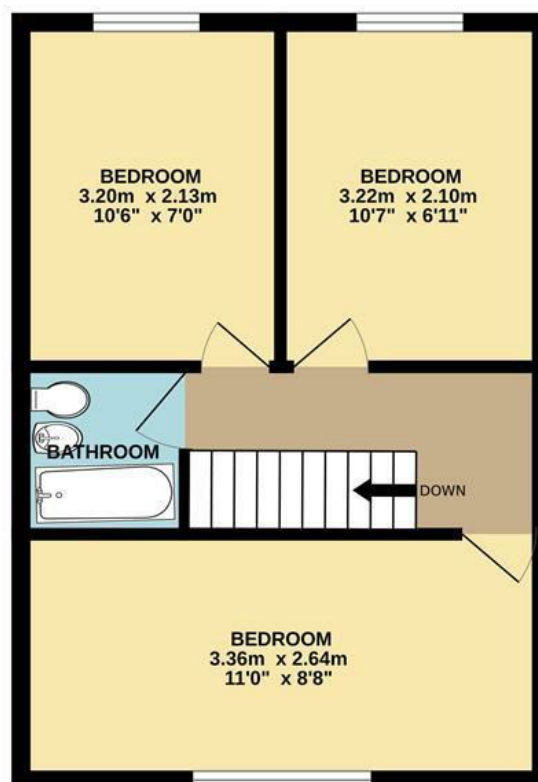 BEDROOM
3.20m x 2.13m
10'6" x 7'0"
BEDROOM
3.22m x 2.10m
10'7" x 6'11"
BATHROOM
DOWN
BEDROOM
3.36m x 2.64m
11'0" x 8'8"